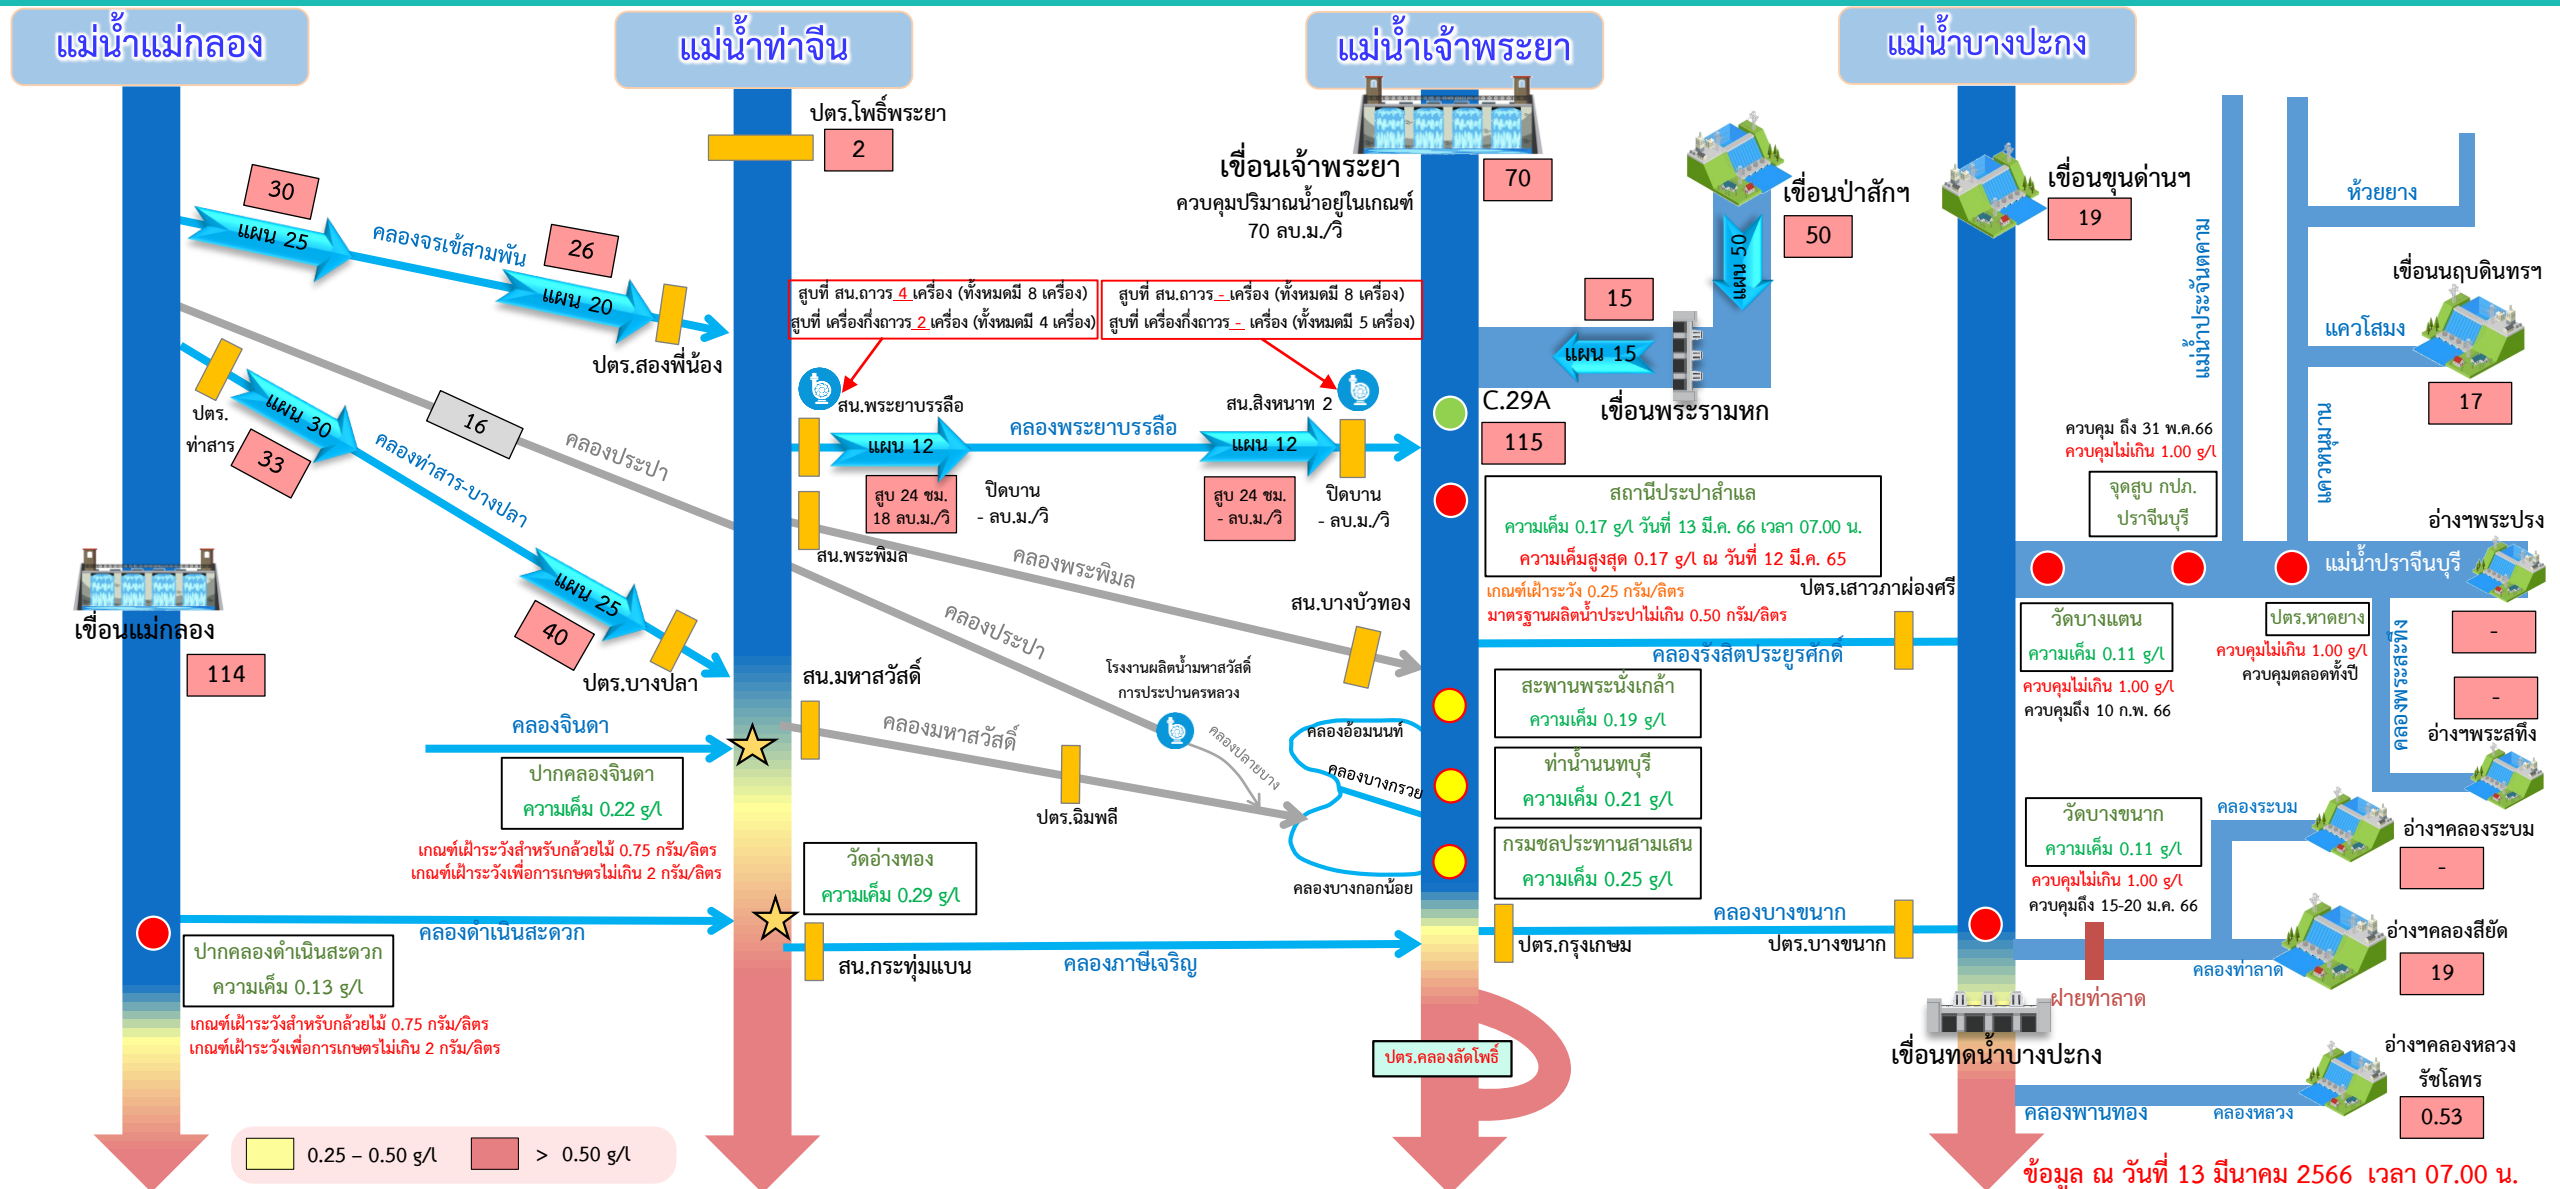 แม่น้ำแม่กลอง
แม่น้ำท่าจีน
แม่น้ำเจ้าพระยา
แม่น้ำบางปะกง
ปตร.โพธิ์พระยา
2
30
แผน 25
คลองจรเข้สามพัน
26
แผน 20
ปตร.สองพี่น้อง
ปตร.
ท่าสาร
แผน 30
33
คลองท่าสาร-บางปลา
16
คลองประปา
แผน 25
40
ปตร.บางปลา
เขื่อนแม่กลอง
114
คลองจินดา
ปากคลองจินดา
ความเค็ม 0.22 g/l
เกณฑ์เฝ้าระวังสำหรับกล้วยไม้ 0.75 กรัม/ลิตร
เกณฑ์เฝ้าระวังเพื่อการเกษตรไม่เกิน 2 กรัม/ลิตร
คลองดำเนินสะดวก
ปากคลองดำเนินสะดวก
ความเค็ม 0.13 g/l
เกณฑ์เฝ้าระวังสำหรับกล้วยไม้ 0.75 กรัม/ลิตร
เกณฑ์เฝ้าระวังเพื่อการเกษตรไม่เกิน 2 กรัม/ลิตร
0.25 – 0.50 g/l
> 0.50 g/l
เขื่อนเจ้าพระยา
ควบคุมปริมาณน้ำอยู่ในเกณฑ์
70 ลบ.ม./วิ
70
สูบที่ สน.ถาวร 4 เครื่อง (ทั้งหมดมี 8 เครื่อง)
สูบที่ เครื่องกึ่งถาวร 2 เครื่อง (ทั้งหมดมี 4 เครื่อง)
สูบที่ สน.ถาวร - เครื่อง (ทั้งหมดมี 8 เครื่อง)
สูบที่ เครื่องกึ่งถาวร - เครื่อง (ทั้งหมดมี 5 เครื่อง)
สน.พระยาบรรลือ
แผน 12
คลองพระยาบรรลือ
สน.สิงหนาท 2
แผน 12
สูบ 24 ชม.
18 ลบ.ม./วิ
ปิดบาน
- ลบ.ม./วิ
สูบ 24 ชม.
- ลบ.ม./วิ
ปิดบาน
- ลบ.ม./วิ
สน.พระพิมล
คลองพระพิมล
สน.บางบัวทอง
คลองประปา
โรงงานผลิตน้ำมหาสวัสดิ์
การประปานครหลวง
สน.มหาสวัสดิ์
คลองมหาสวัสดิ์
ปตร.ฉิมพลี
คลองปลายบาง
คลองอ้อมนนท์
คลองบางกรวย
คลองบางกอกน้อย
วัดอ่างทอง
ความเค็ม 0.29 g/l
สน.กระทุ่มแบน
คลองภาษีเจริญ
เขื่อนป่าสักฯ
50
แผน 50
15
แผน 15
เขื่อนพระรามหก
C.29A
115
สถานีประปาสำแล
ความเค็ม 0.17 g/l วันที่ 13 มี.ค. 66 เวลา 07.00 น.
ความเค็มสูงสุด 0.17 g/l ณ วันที่ 12 มี.ค. 65
เกณฑ์เฝ้าระวัง 0.25 กรัม/ลิตร
มาตรฐานผลิตน้ำประปาไม่เกิน 0.50 กรัม/ลิตร
ปตร.เสาวภาผ่องศรี
คลองรังสิตประยูรศักดิ์
สะพานพระนั่งเกล้า
ความเค็ม 0.19 g/l
ท่าน้ำนนทบุรี
ความเค็ม 0.21 g/l
กรมชลประทานสามเสน
ความเค็ม 0.25 g/l
ปตร.กรุงเกษม
คลองบางขนาก
ปตร.บางขนาก
ปตร.คลองลัดโพธิ์
เขื่อนขุนด่านฯ
19
แม่น้ำประจันตคาม
ห้วยยาง
เขื่อนนฤบดินทรฯ
แควโสมง
17
แควหนุมาน
ควบคุม ถึง 31 พ.ค.66
ควบคุมไม่เกิน 1.00 g/l
จุดสูบ กปภ.
ปราจีนบุรี
อ่างฯพระปรง
แม่น้ำปราจีนบุรี
-
วัดบางแตน
ความเค็ม 0.11 g/l
ควบคุมไม่เกิน 1.00 g/l
ควบคุมถึง 10 ก.พ. 66
ปตร.หาดยาง
ควบคุมไม่เกิน 1.00 g/l
ควบคุมตลอดทั้งปี
คลองพระสะทึง
-
อ่างฯพระสทึง
วัดบางขนาก
ความเค็ม 0.11 g/l
ควบคุมไม่เกิน 1.00 g/l
ควบคุมถึง 15-20 ม.ค. 66
คลองระบม
อ่างฯคลองระบม
-
อ่างฯคลองสียัด
19
คลองท่าลาด
ฝายท่าลาด
เขื่อนทดน้ำบางปะกง
อ่างฯคลองหลวง
รัชโลทร
0.53
คลองพานทอง
คลองหลวง
ข้อมูล ณ วันที่ 13 มีนาคม 2566 เวลา 07.00 น.